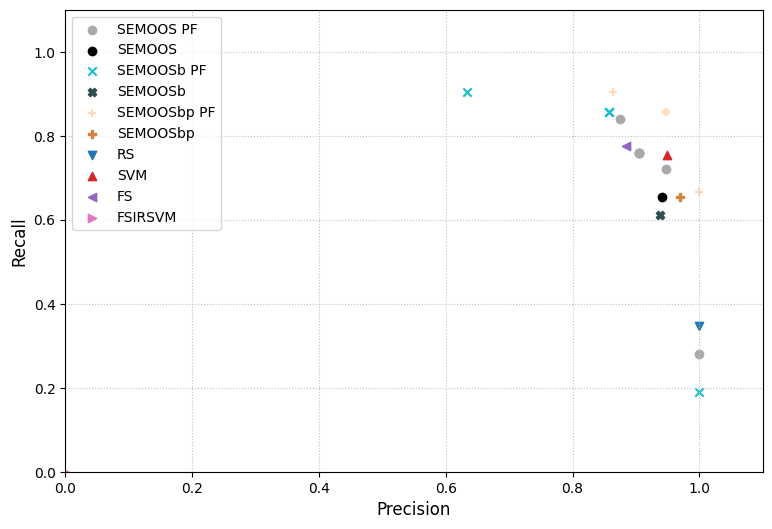 SEMOOS PF
SEMOOS
SEMOOSb PF
SEMOOSb
SEMOOSbp PF
SEMOOSbp
RS
SVM
FS
FSIRSVM
Recall
1.0
0.8
0.6
0.4
0.2
0.0
0.0 0.2 0.4 0.6 0.8 1.0
Precision